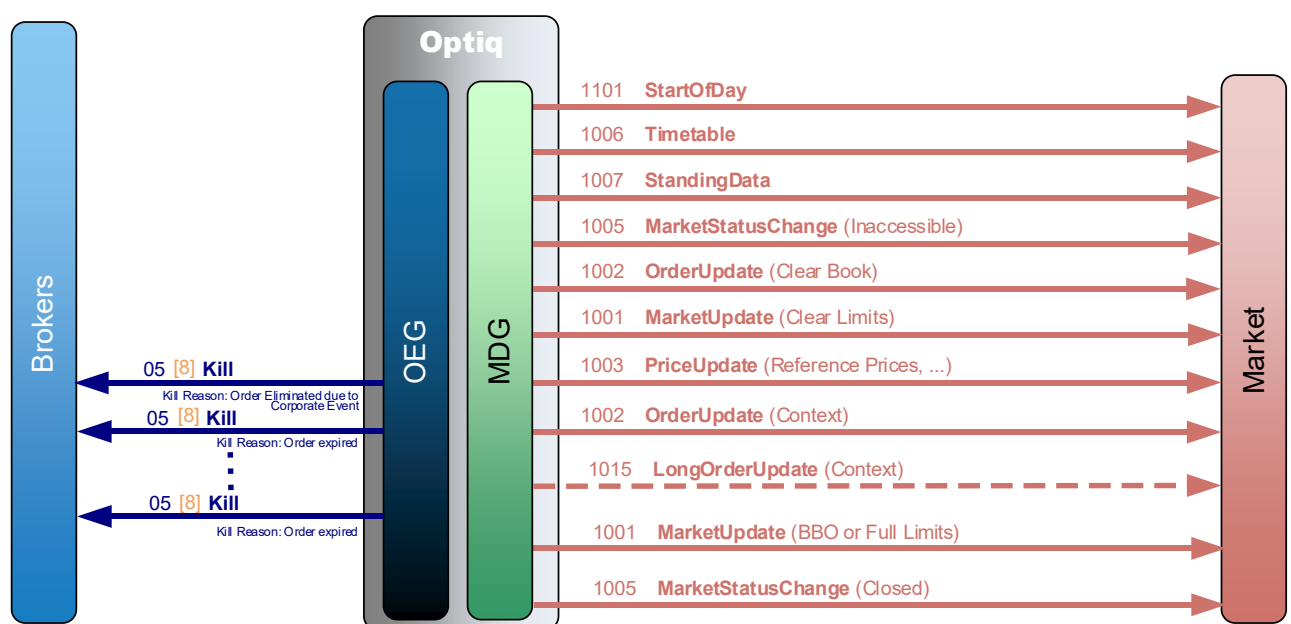 Optiq
Brokers
OEG
MDG
Market
1101 StartOfDay
1006 Timetable
1007 StandingData
1005 MarketStatusChange (Inaccessible)
1002 OrderUpdate (Clear Book)
1001 MarketUpdate (Clear Limits)
1003 PriceUpdate (Reference Prices, ...)
1002 OrderUpdate (Context)
1015 LongOrderUpdate (Context)
1001 MarketUpdate (BBO or Full Limits)
1005 MarketStatusChange (Closed)
05 [8] Kill
Kill Reason: Order Eliminated due to
Corporate Event
05 [8] Kill
Kill Reason: Order expired
05 [8] Kill
Kill Reason: Order expired